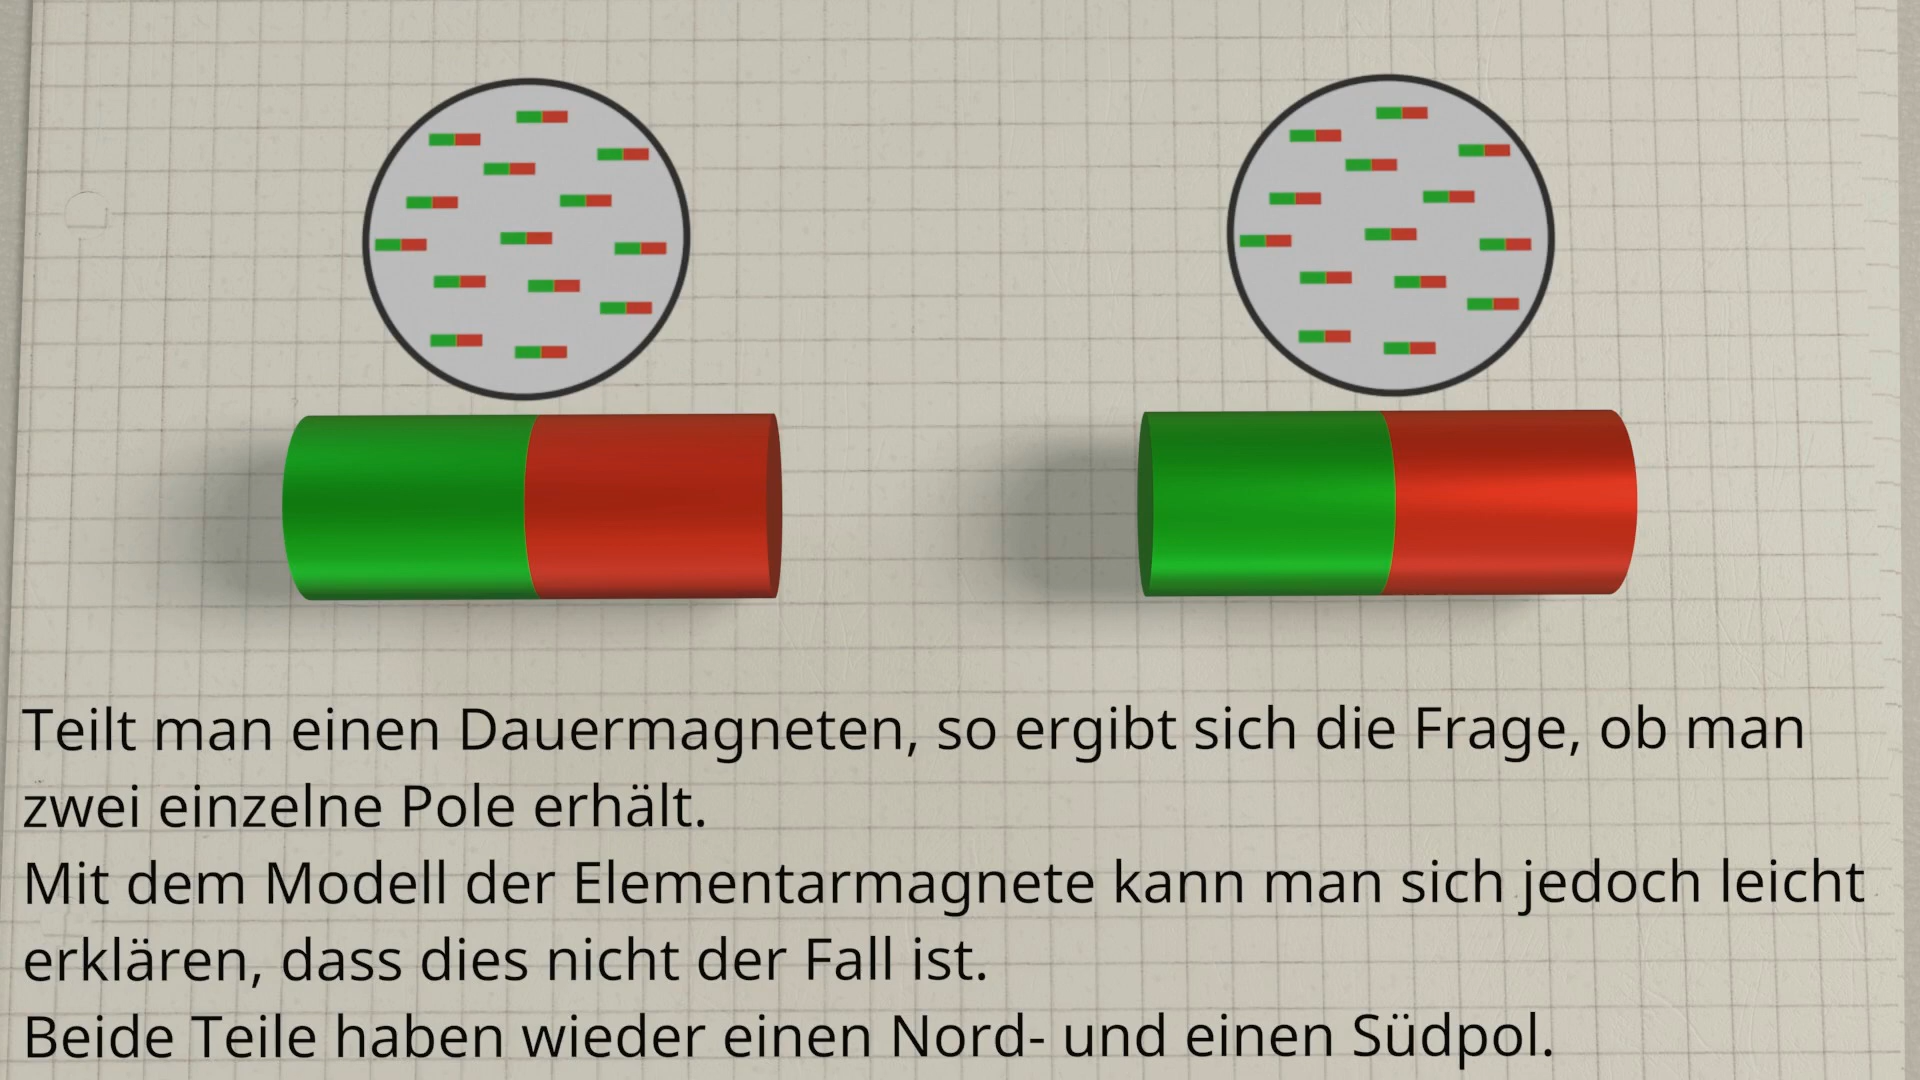 Teilt man einen Dauermagneten, so ergibt sich die Frage, ob man
zwei einzelne Pole erhält.
Mit dem Modell der Elementarmagnete kann man sich jedoch leicht
erklären, dass dies nicht der Fall ist.
Beide Teile haben wieder einen Nord- und einen Südpol.